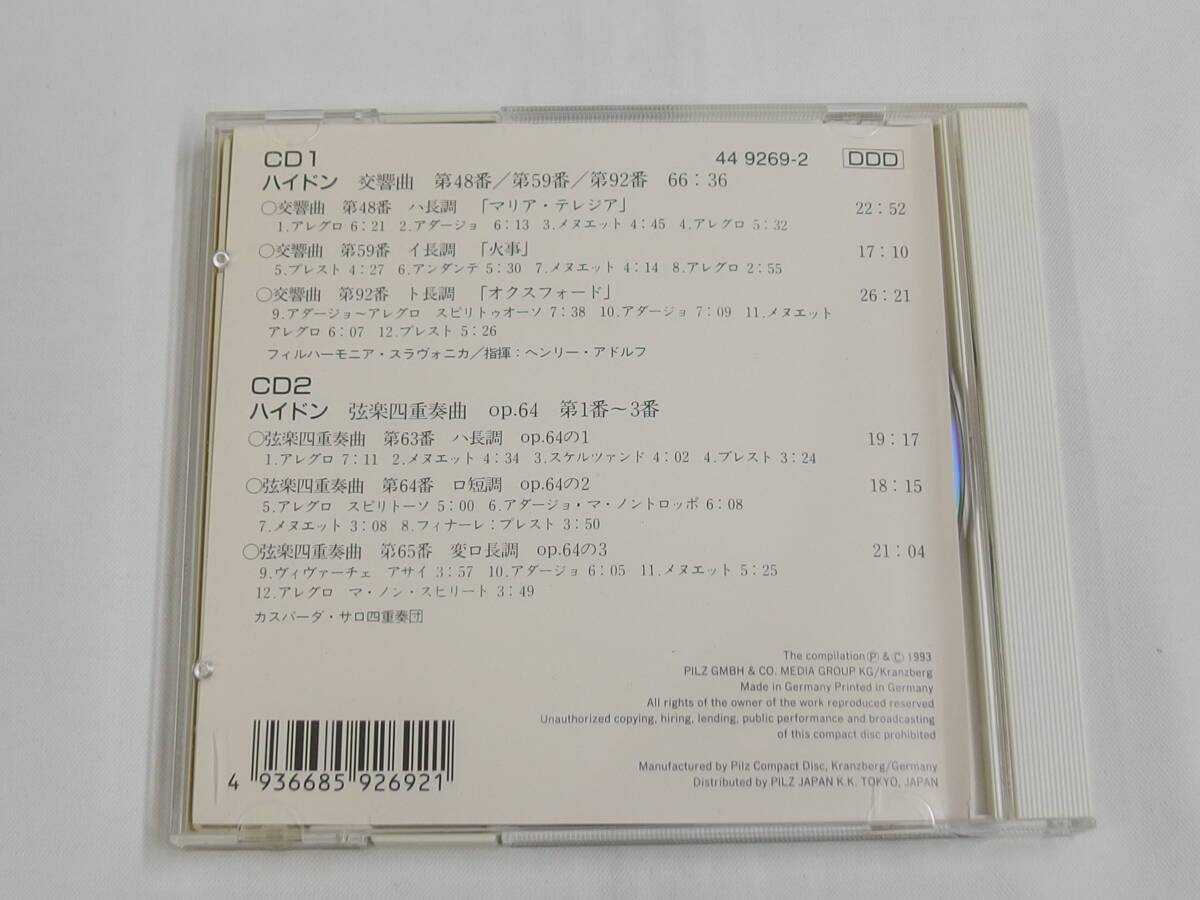 CD1 44 9269-2 DDD
ハイドン 交響曲 第48番／第59番／第92番 66：36
○交響曲 第48番 ハ長調 「マリア・テレジア」 22：52
1.アレグロ 6：21 2.アダージョ 6：13 3.メヌエット 4：45 4.アレグロ 5：32
○交響曲 第59番 イ長調 「火事」 17：10
5.プレスト 4：27 6.アンダンテ 5：30 7.メヌエット 4：14 8.アレグロ 2：55
○交響曲 第92番 ト長調 「オクスフォード」 26：21
9.アダージョ〜アレグロ スピリトゥオーソ 7：38 10.アダージョ 7：09 11.メヌエット
アレグロ 6：07 12.プレスト 5：26
フィルハーモニア・スラヴォニカ／指揮：ヘンリー・アドルフ
CD2
ハイドン 弦楽四重奏曲 op.64 第1番〜3番
○弦楽四重奏曲 第63番 ハ長調 op.64の1 19：17
1.アレグロ 7：11 2.メヌエット 4：34 3.スケルツァンド 4：02 4.プレスト 3：24
○弦楽四重奏曲 第64番 ロ短調 op.64の2 18：15
5.アレグロ スピリトーソ 5：00 6.アダージョ・マ・ノントロッポ 6：08
7.メヌエット 3：08 8.フィナーレ：プレスト 3：50
○弦楽四重奏曲 第65番 変ロ長調 op.64の3 21：04
9.ヴィヴァーチェ アサイ 3：57 10.アダージョ 6：05 11.メヌエット 5：25
12.アレグロ マ・ノン・スピリート 3：49
カスパーダ・サロ四重奏団
The compilation Ⓟ & Ⓒ 1993
PILZ GMBH & CO. MEDIA GROUP KG/Kranzberg
Made in Germany Printed in Germany
All rights of the owner of the work reproduced reserved
Unauthorized copying, hiring, lending, public performance and broadcasting
of this compact disc prohibited
Manufactured by Pilz Compact Disc, Kranzberg/Germany
Distributed by PILZ JAPAN K.K. TOKYO, JAPAN
4 936685 926921